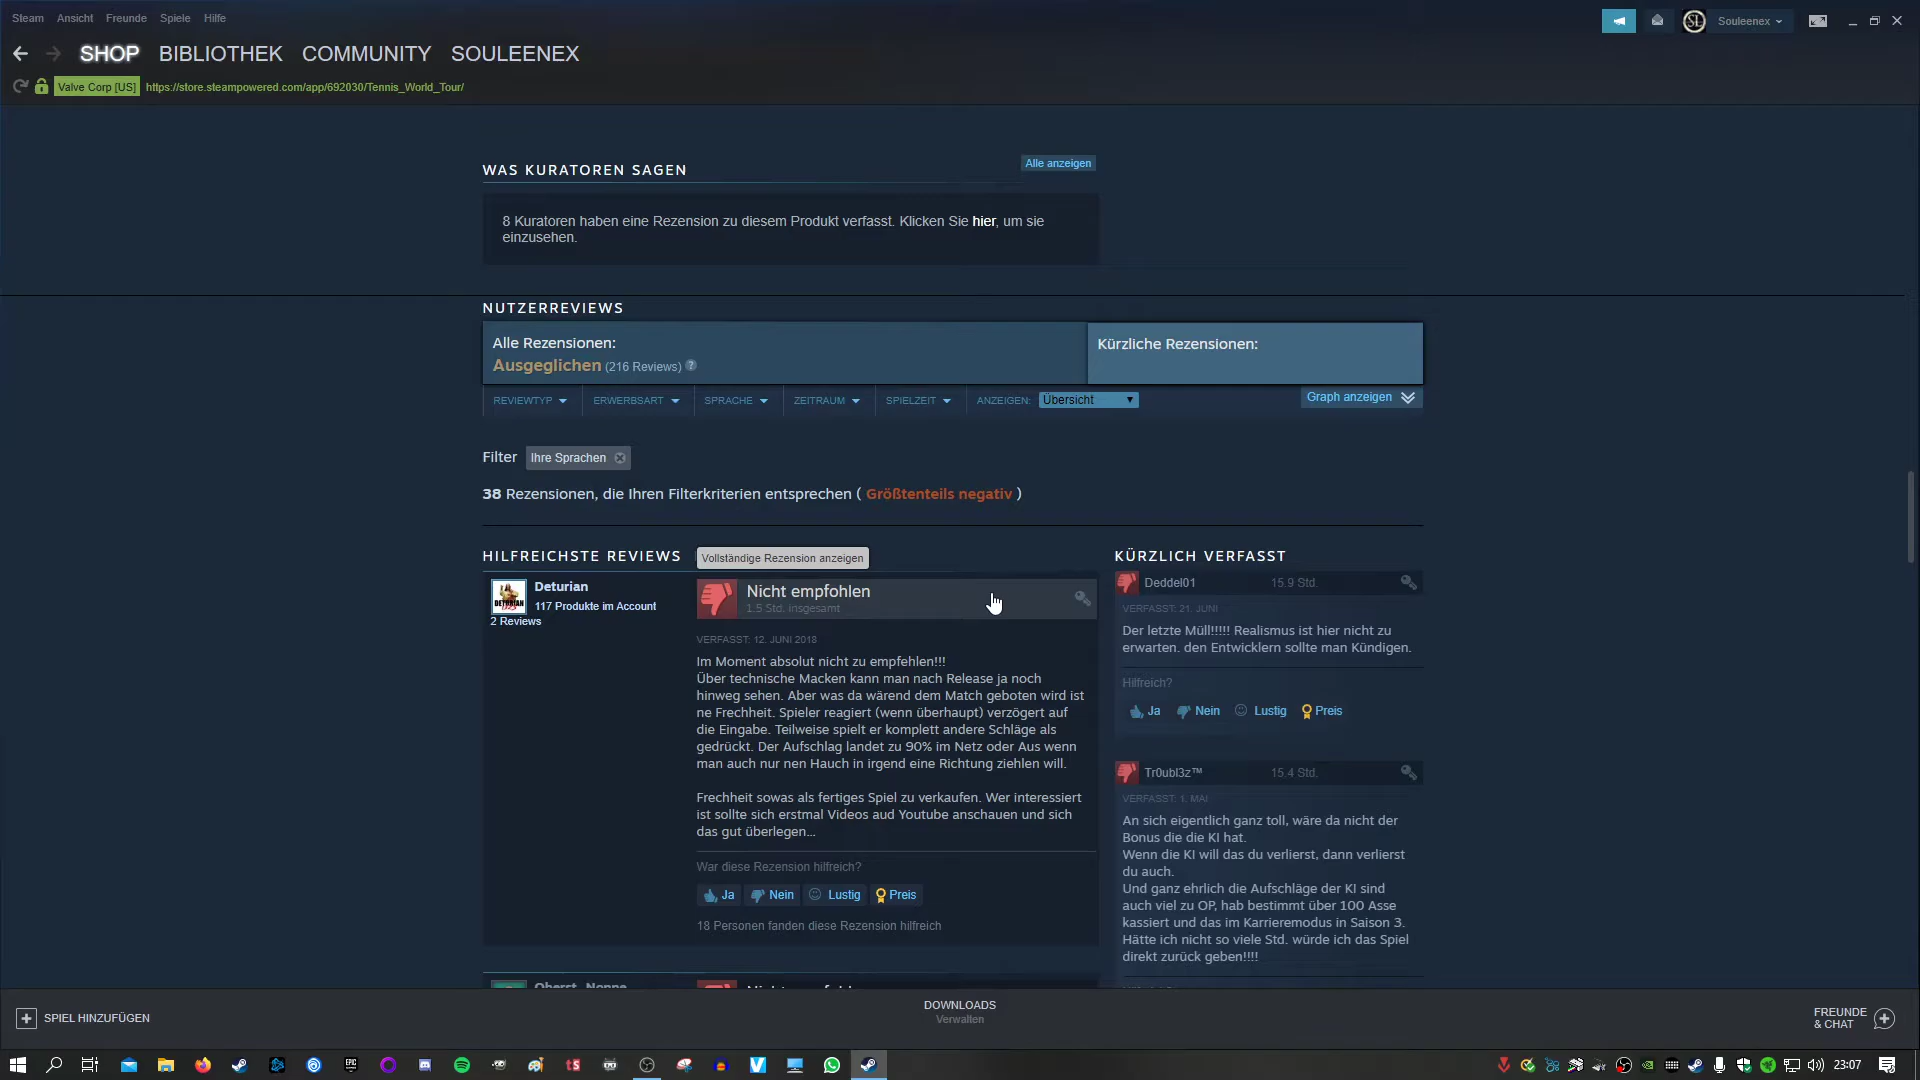 Steam Ansicht Freunde Spiele Hilfe
Souleenex
SHOP BIBLIOTHEK COMMUNITY SOULEENEX
Valve Corp [US] https://store.steampowered.com/app/692030/Tennis_World_Tour/
WAS KURATOREN SAGEN
Alle anzeigen
8 Kuratoren haben eine Rezension zu diesem Produkt verfasst. Klicken Sie hier, um sie
einzusehen.
NUTZERREVIEWS
Alle Rezensionen:
Ausgeglichen (216 Reviews) ?
Kürzliche Rezensionen:
REVIEWTYP ERWERBSART SPRACHE ZEITRAUM SPIELZEIT ANZEIGEN: Übersicht
Graph anzeigen
Filter Ihre Sprachen
38 Rezensionen, die Ihren Filterkriterien entsprechen ( Größtenteils negativ )
HILFREICHSTE REVIEWS
Vollständige Rezension anzeigen
Deturian
117 Produkte im Account
2 Reviews
Nicht empfohlen
1.5 Std. insgesamt
VERFASST: 12. JUNI 2018
Im Moment absolut nicht zu empfehlen!!!
Über technische Macken kann man nach Release ja noch
hinweg sehen. Aber was da wärend dem Match geboten wird ist
ne Frechheit. Spieler reagiert (wenn überhaupt) verzögert auf
die Eingabe. Teilweise spielt er komplett andere Schläge als
gedrückt. Der Aufschlag landet zu 90% im Netz oder Aus wenn
man auch nur nen Hauch in irgend eine Richtung ziehlen will.
Frechheit sowas als fertiges Spiel zu verkaufen. Wer interessiert
ist sollte sich erstmal Videos aud Youtube anschauen und sich
das gut überlegen...
War diese Rezension hilfreich?
Ja Nein Lustig Preis
18 Personen fanden diese Rezension hilfreich
KÜRZLICH VERFASST
Deddel01 15.9 Std.
VERFASST: 21. JUNI
Der letzte Müll!!!!! Realismus ist hier nicht zu
erwarten. den Entwicklern sollte man Kündigen.
Hilfreich?
Ja Nein Lustig Preis
Tr0ubl3z™ 15.4 Std.
VERFASST: 1. MAI
An sich eigentlich ganz toll, wäre da nicht der
Bonus die die KI hat.
Wenn die KI will das du verlierst, dann verlierst
du auch.
Und ganz ehrlich die Aufschläge der KI sind
auch viel zu OP, hab bestimmt über 100 Asse
kassiert und das im Karrieremodus in Saison 3.
Hätte ich nicht so viele Std. würde ich das Spiel
direkt zurück geben!!!!
SPIEL HINZUFÜGEN
DOWNLOADS
Verwalten
FREUNDE
& CHAT
23:07